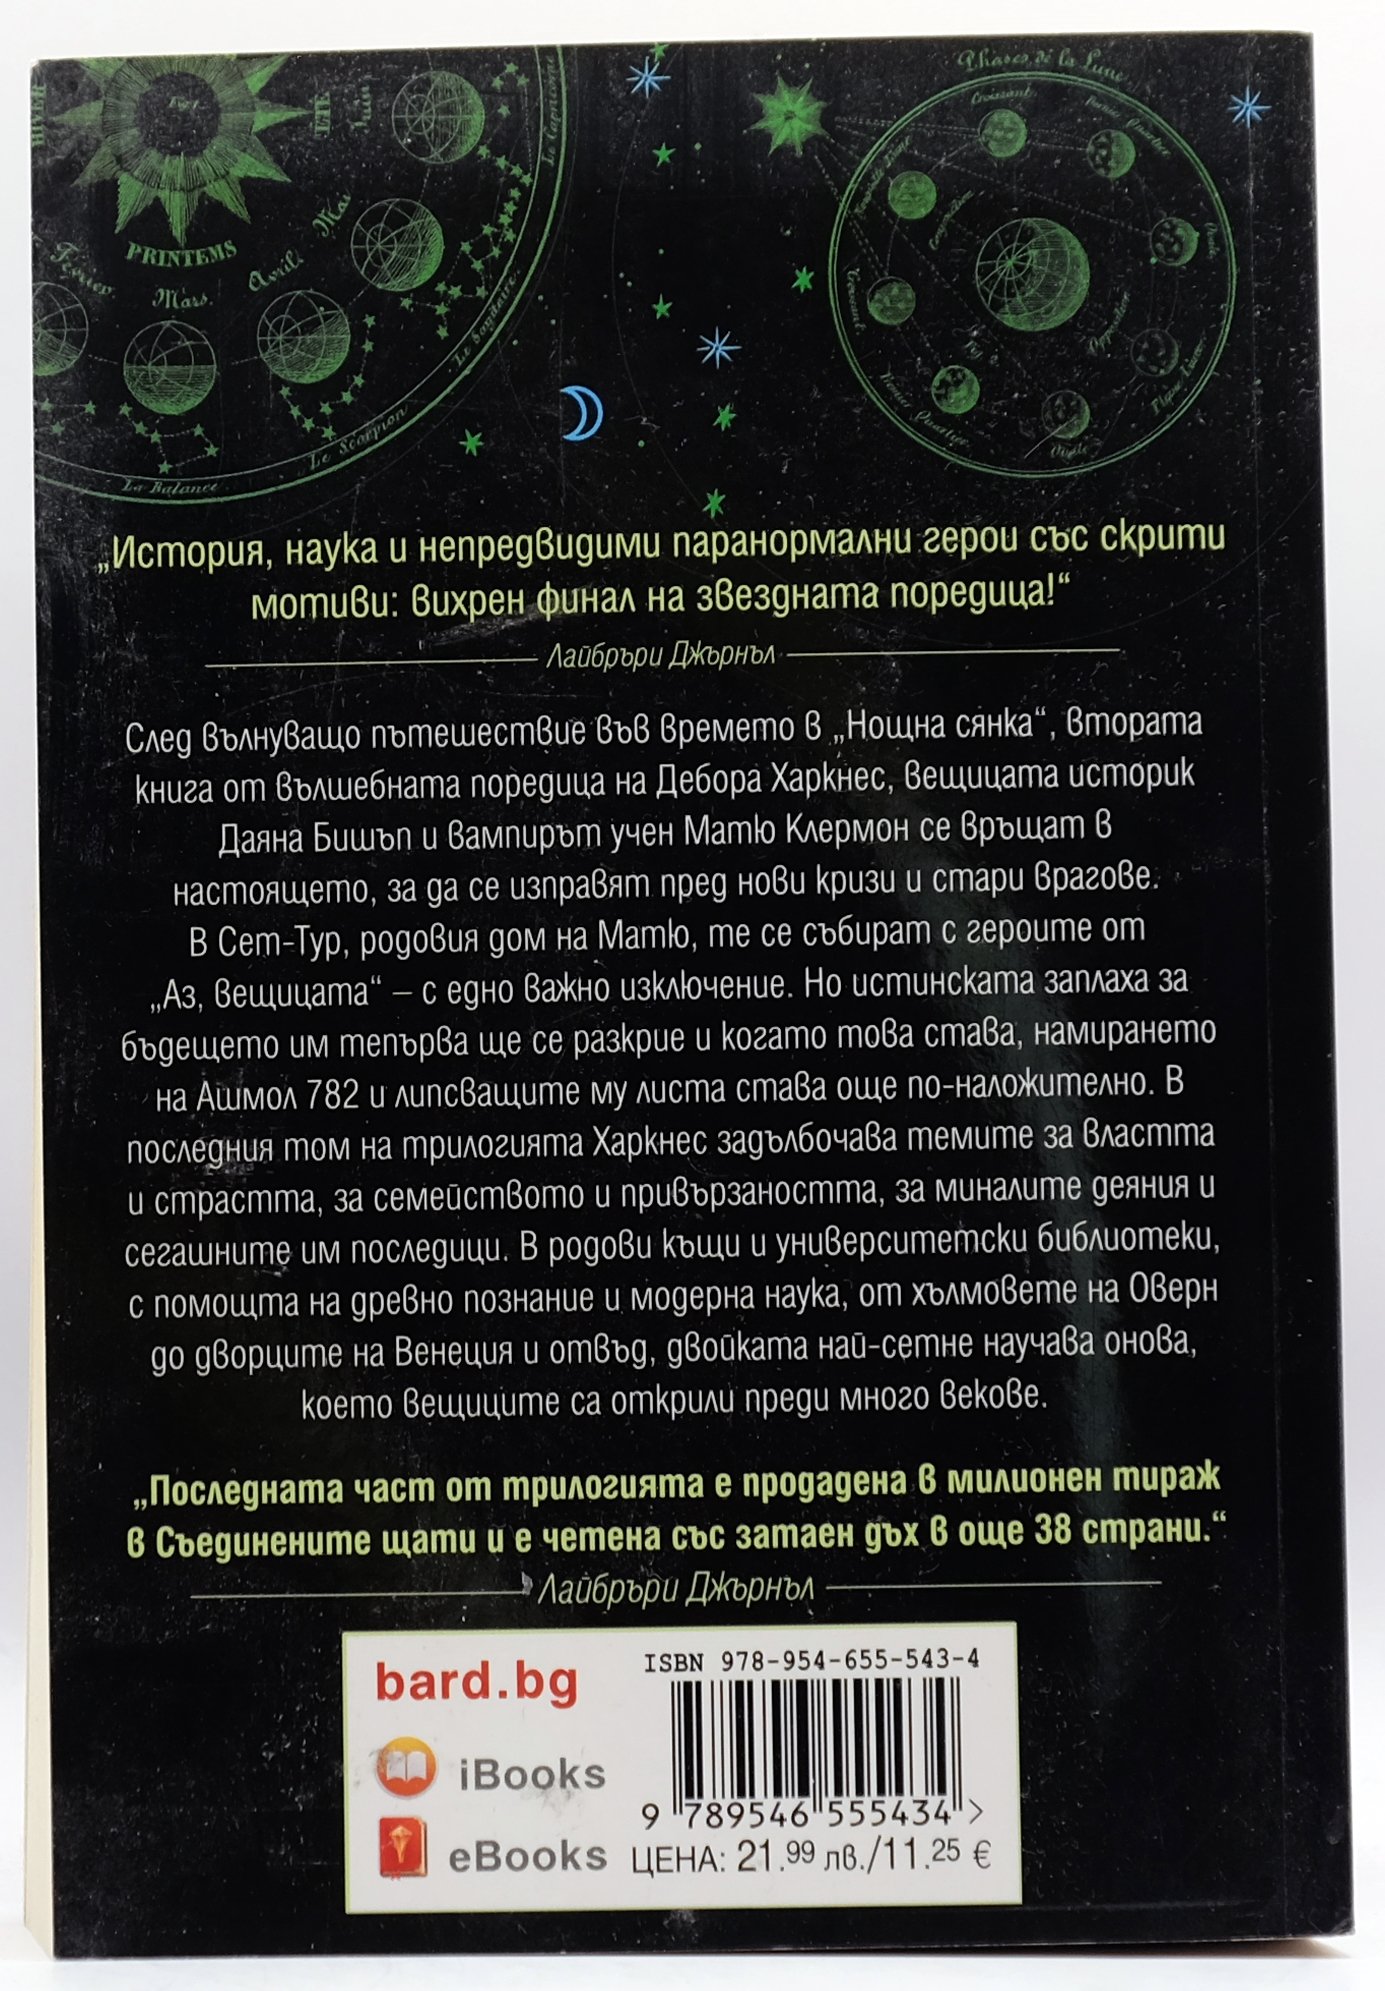 HIVER
ÉTÉ
Juin
Mai
PRINTEMS
Février.
Mars.
Avril.
Le Sagittaire.
Le Scorpion
La Balance
Phases de la Lune
Croissant
„История, наука и непредвидими паранормални герои със скрити
мотиви: вихрен финал на звездната поредица!“
Лайбръри Джърнъл
След вълнуващо пътешествие във времето в „Нощна сянка“, втората
книга от вълшебната поредица на Дебора Харкнес, вещицата историк
Даяна Бишъп и вампирът учен Матю Клермон се връщат в
настоящето, за да се изправят пред нови кризи и стари врагове.
В Сет-Тур, родовия дом на Матю, те се събират с героите от
„Аз, вещицата“ – с едно важно изключение. Но истинската заплаха за
бъдещето им тепърва ще се разкрие и когато това става, намирането
на Ашмол 782 и липсващите му листа става още по-наложително. В
последния том на трилогията Харкнес задълбочава темите за властта
и страстта, за семейството и привързаността, за миналите деяния и
сегашните им последици. В родови къщи и университетски библиотеки,
с помощта на древно познание и модерна наука, от хълмовете на Оверн
до дворците на Венеция и отвъд, двойката най-сетне научава онова,
което вещиците са открили преди много векове.
„Последната част от трилогията е продадена в милионен тираж
в Съединените щати и е четена със затаен дъх в още 38 страни.“
Лайбръри Джърнъл
bard.bg
iBooks
eBooks
ISBN 978-954-655-543-4
9 789546 555434 >
ЦЕНА: 21.99 лв./11.25 €